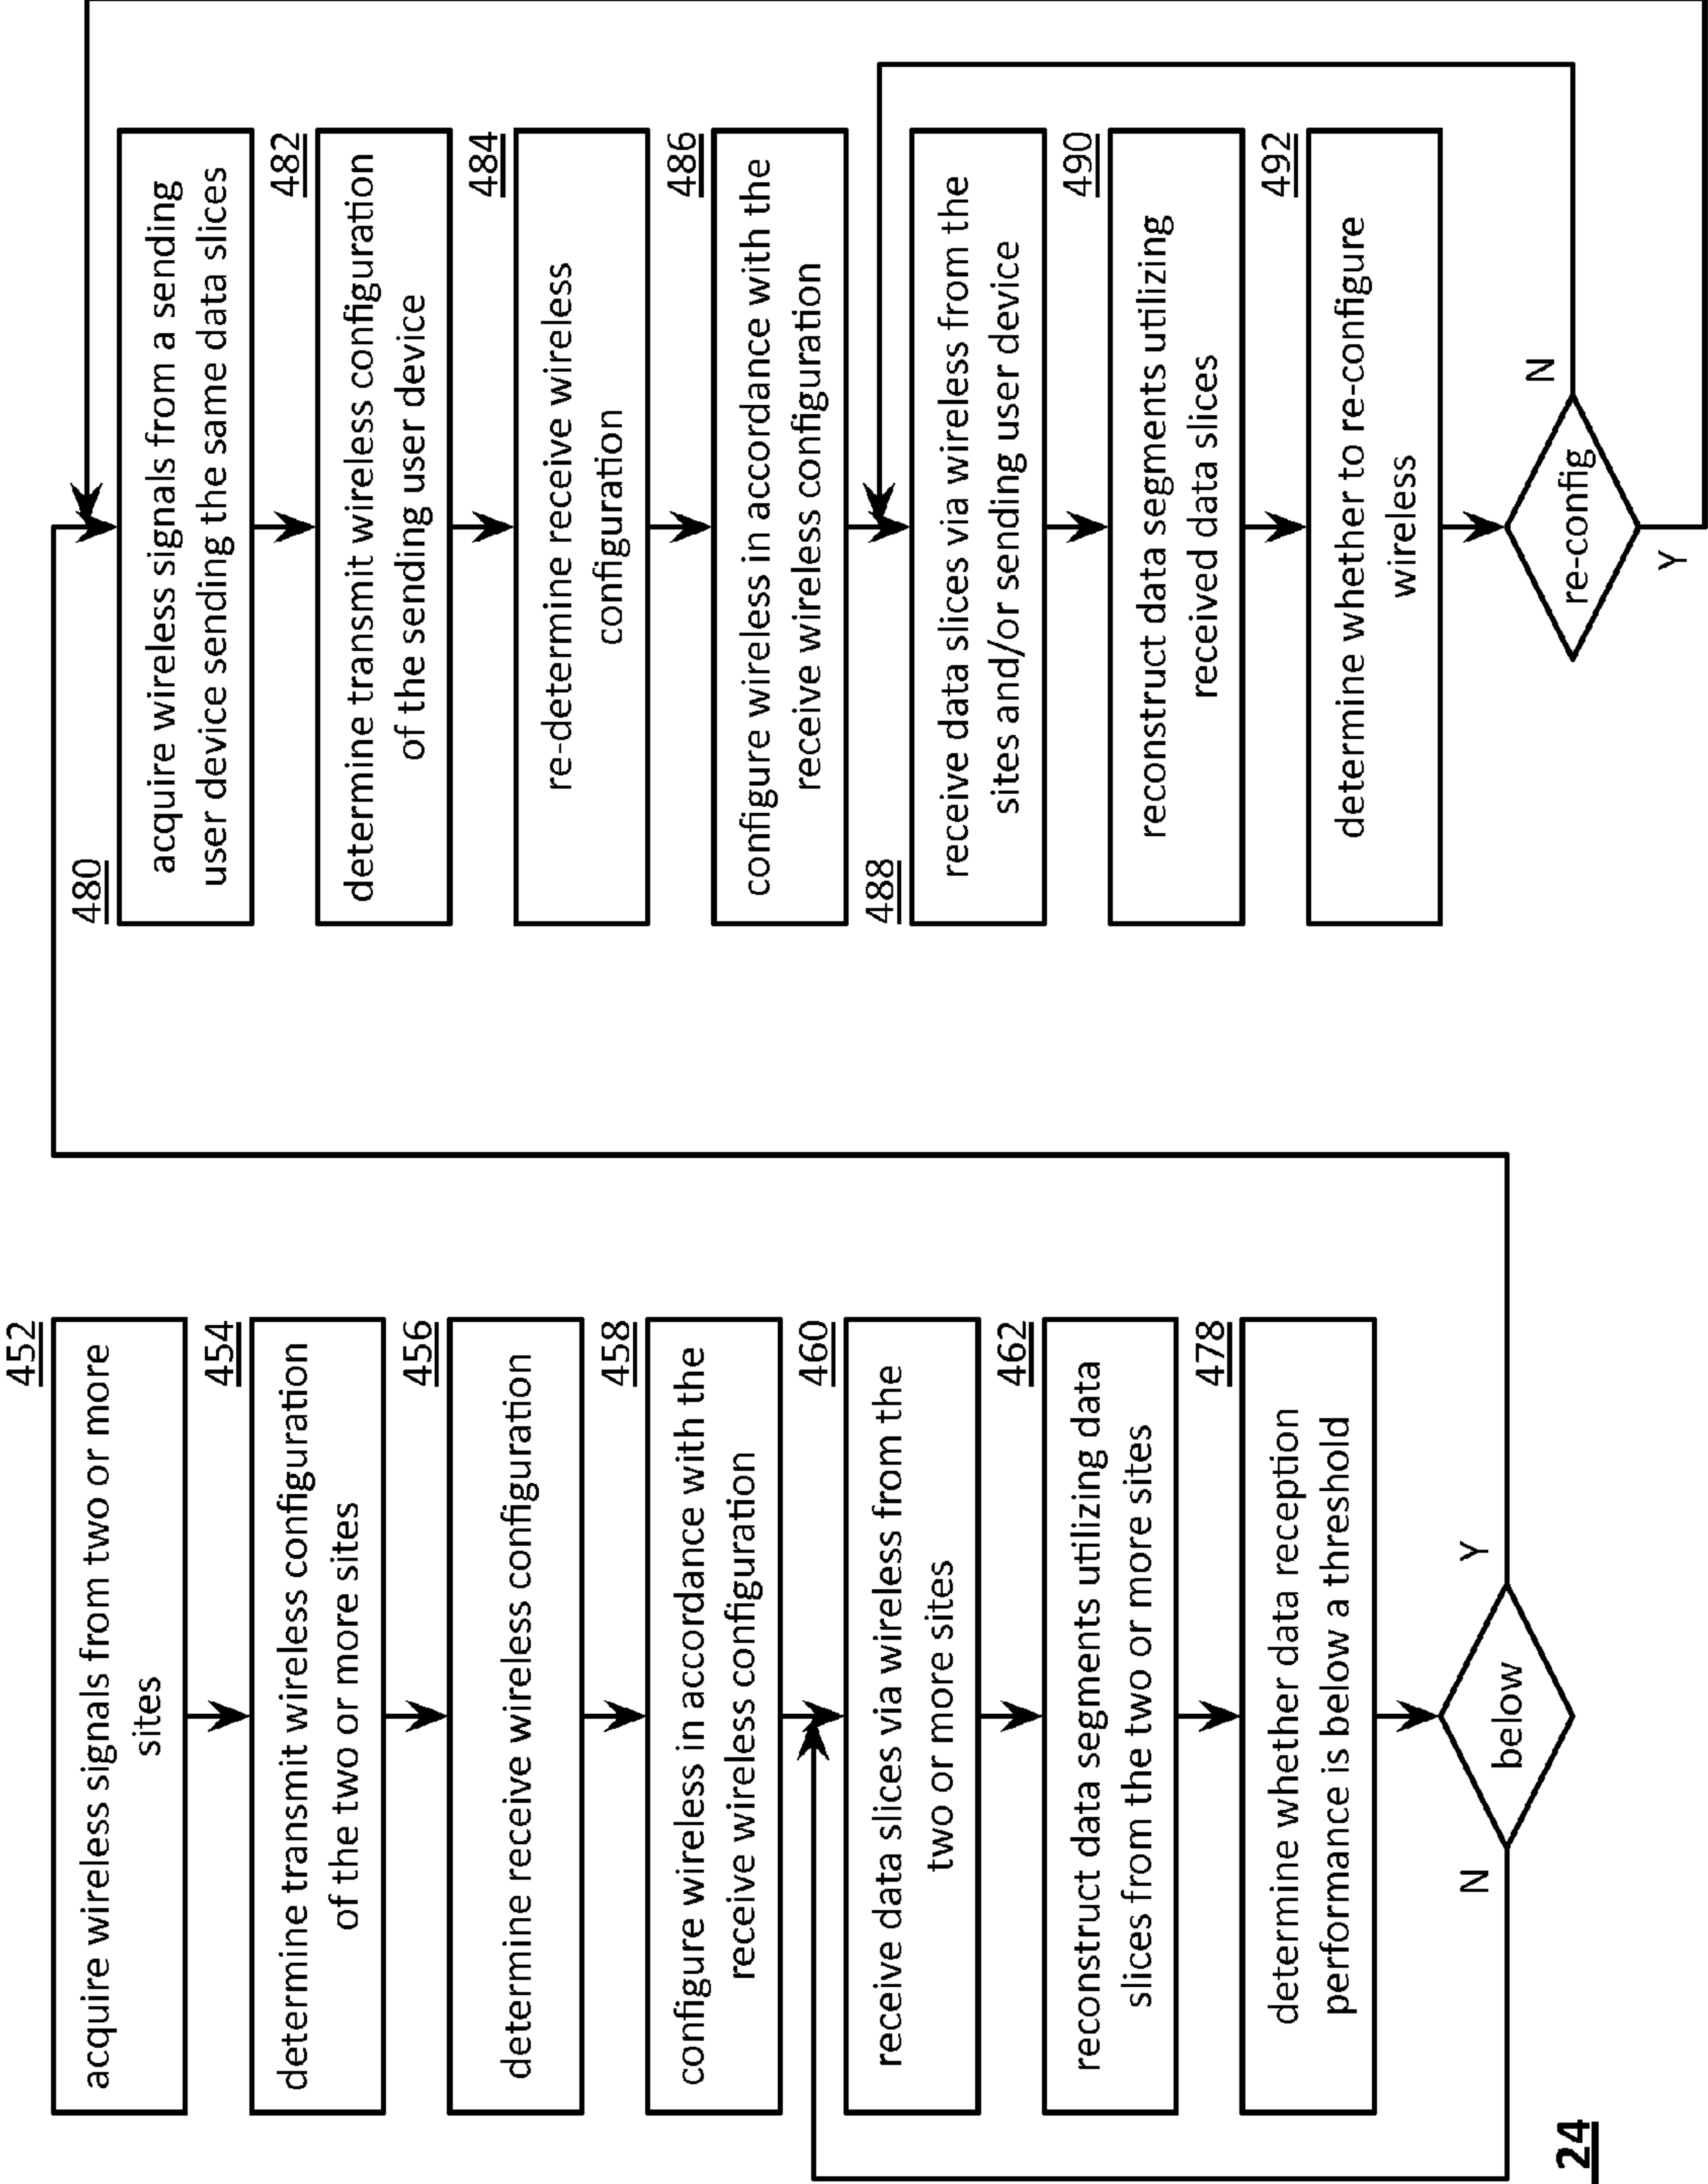 452
acquire wireless signals from two or more
sites
454
determine transmit wireless configuration
of the two or more sites
456
determine receive wireless configuration
458
configure wireless in accordance with the
receive wireless configuration
460
receive data slices via wireless from the
two or more sites
462
reconstruct data segments utilizing data
slices from the two or more sites
478
determine whether data reception
performance is below a threshold
below
N
Y
480
acquire wireless signals from a sending
user device sending the same data slices
482
determine transmit wireless configuration
of the sending user device
484
re-determine receive wireless
configuration
486
configure wireless in accordance with the
receive wireless configuration
488
receive data slices via wireless from the
sites and/or sending user device
490
reconstruct data segments utilizing
received data slices
492
determine whether to re-configure
wireless
re-config
N
Y
24